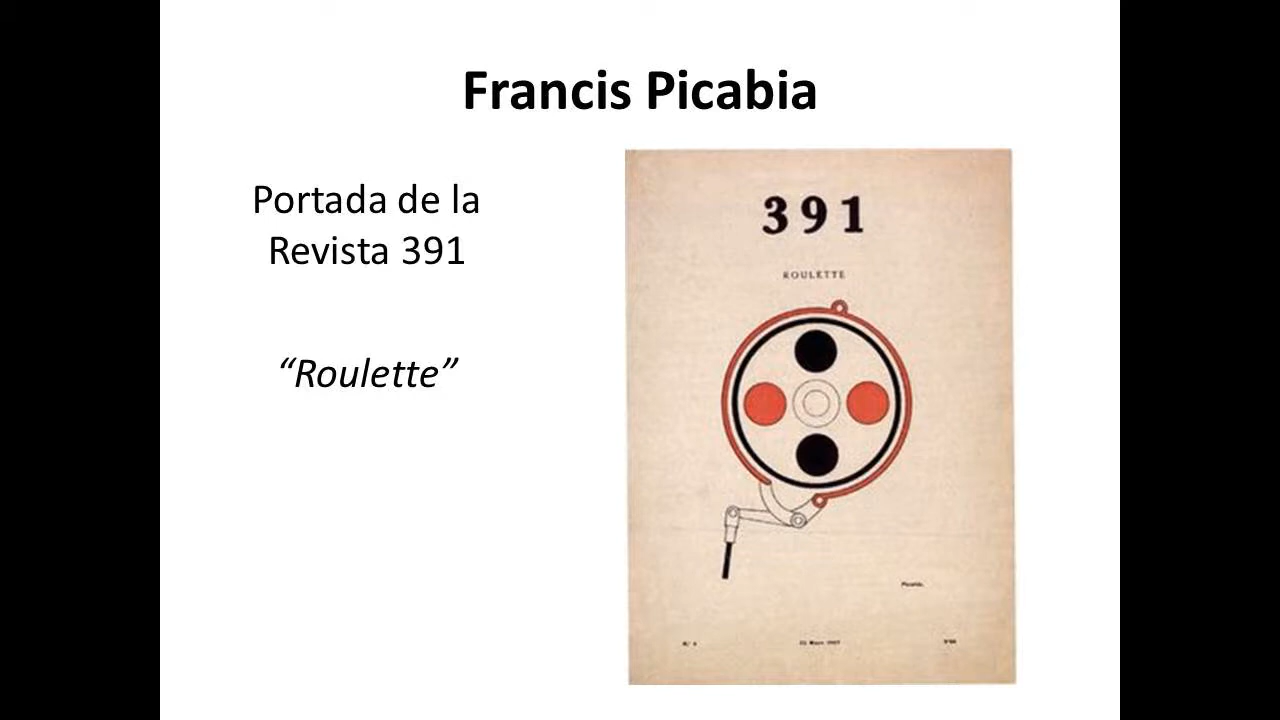 Francis Picabia
Portada de la
Revista 391
“Roulette”
391
ROULETTE
Picabia.